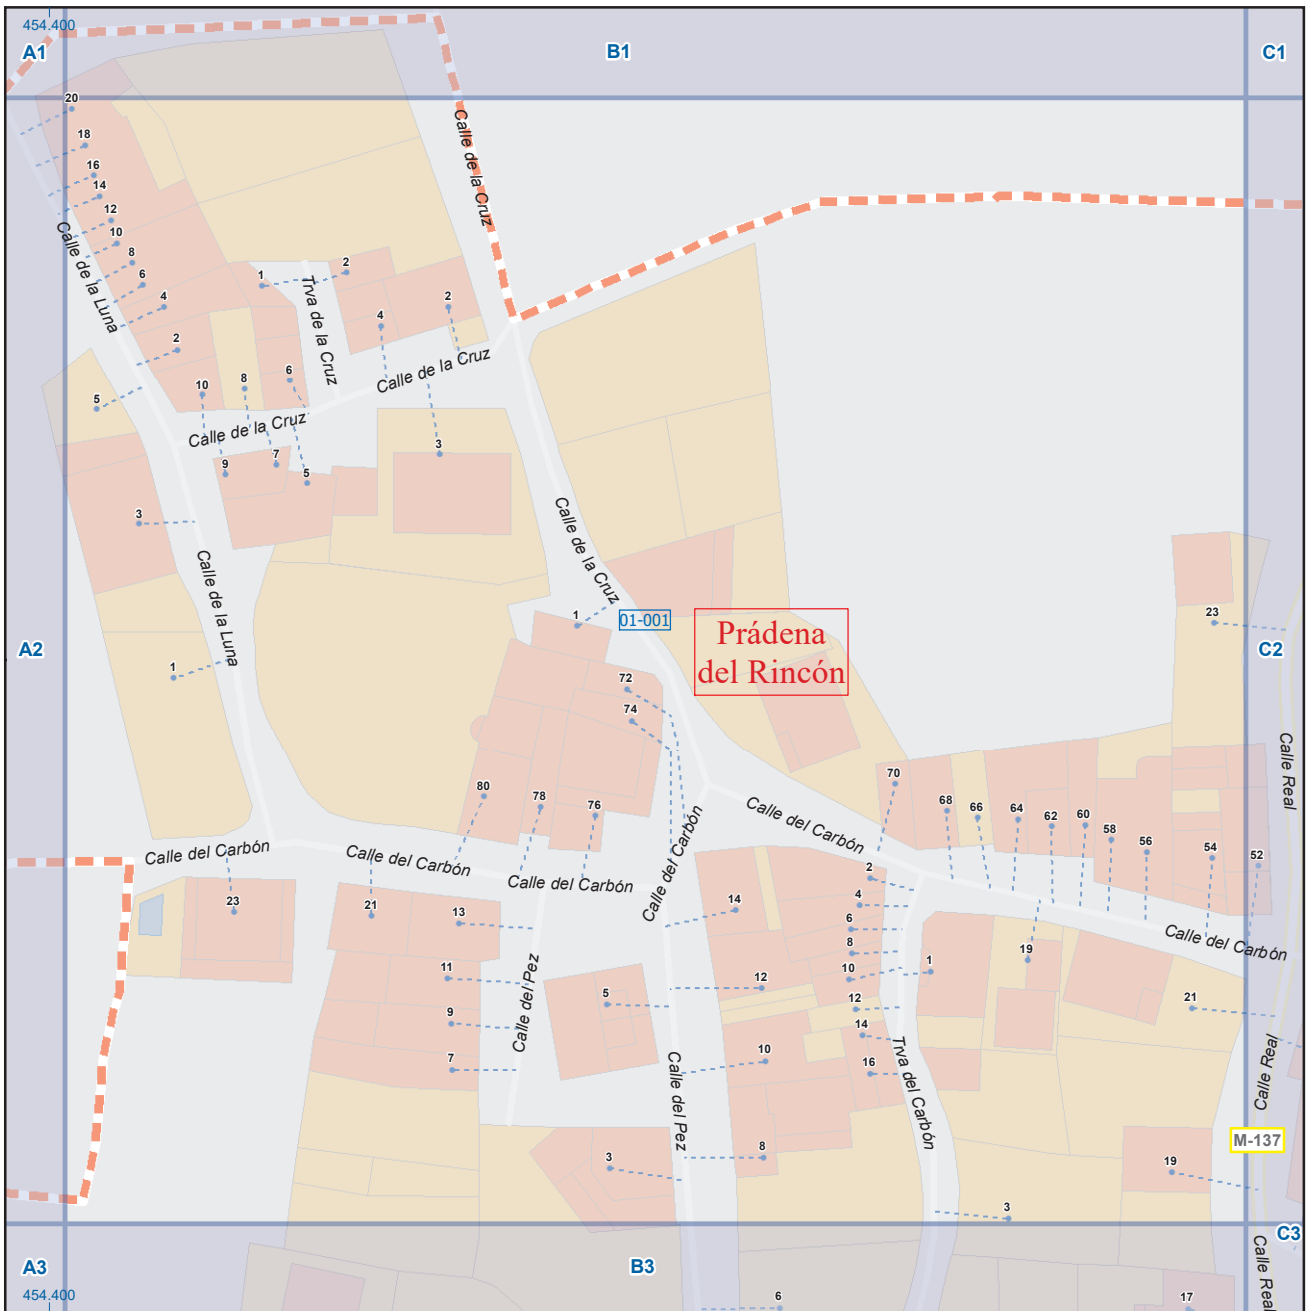 454.400
A1
B1
C1
20
18
16
14
12
10
8
6
4
2
5
3
1
Calle de la Luna
Calle de la Cruz
1
2
2
4
Trva de la Cruz
Calle de la Cruz
10
8
6
Calle de la Cruz
9
7
5
3
Calle de la Luna
Calle de la Cruz
1
01-001
Prádena
del Rincón
A2
C2
23
72
74
80
78
76
70
68
66
64
62
60
58
56
54
52
Calle Real
Calle del Carbón
Calle del Carbón
Calle del Carbón
Calle del Carbón
Calle del Carbón
Calle del Carbón
23
21
13
11
9
7
5
3
Calle del Pez
Calle del Pez
14
12
10
8
2
4
6
8
10
12
14
16
1
19
21
Trva del Carbón
Calle Real
M-137
19
3
A3
B3
C3
454.400
6
17
Calle Real